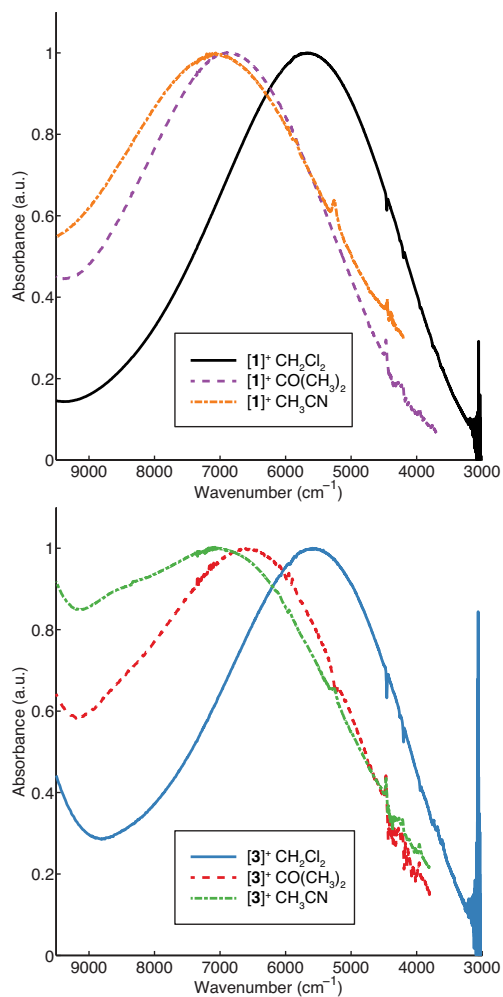 1
0.8
0.6
0.4
0.2
0
Absorbance (a.u.)
[1]⁺ CH₂Cl₂
[1]⁺ CO(CH₃)₂
[1]⁺ CH₃CN
9000 8000 7000 6000 5000 4000 3000
Wavenumber (cm⁻¹)
1
0.8
0.6
0.4
0.2
0
Absorbance (a.u.)
[3]⁺ CH₂Cl₂
[3]⁺ CO(CH₃)₂
[3]⁺ CH₃CN
9000 8000 7000 6000 5000 4000 3000
Wavenumber (cm⁻¹)